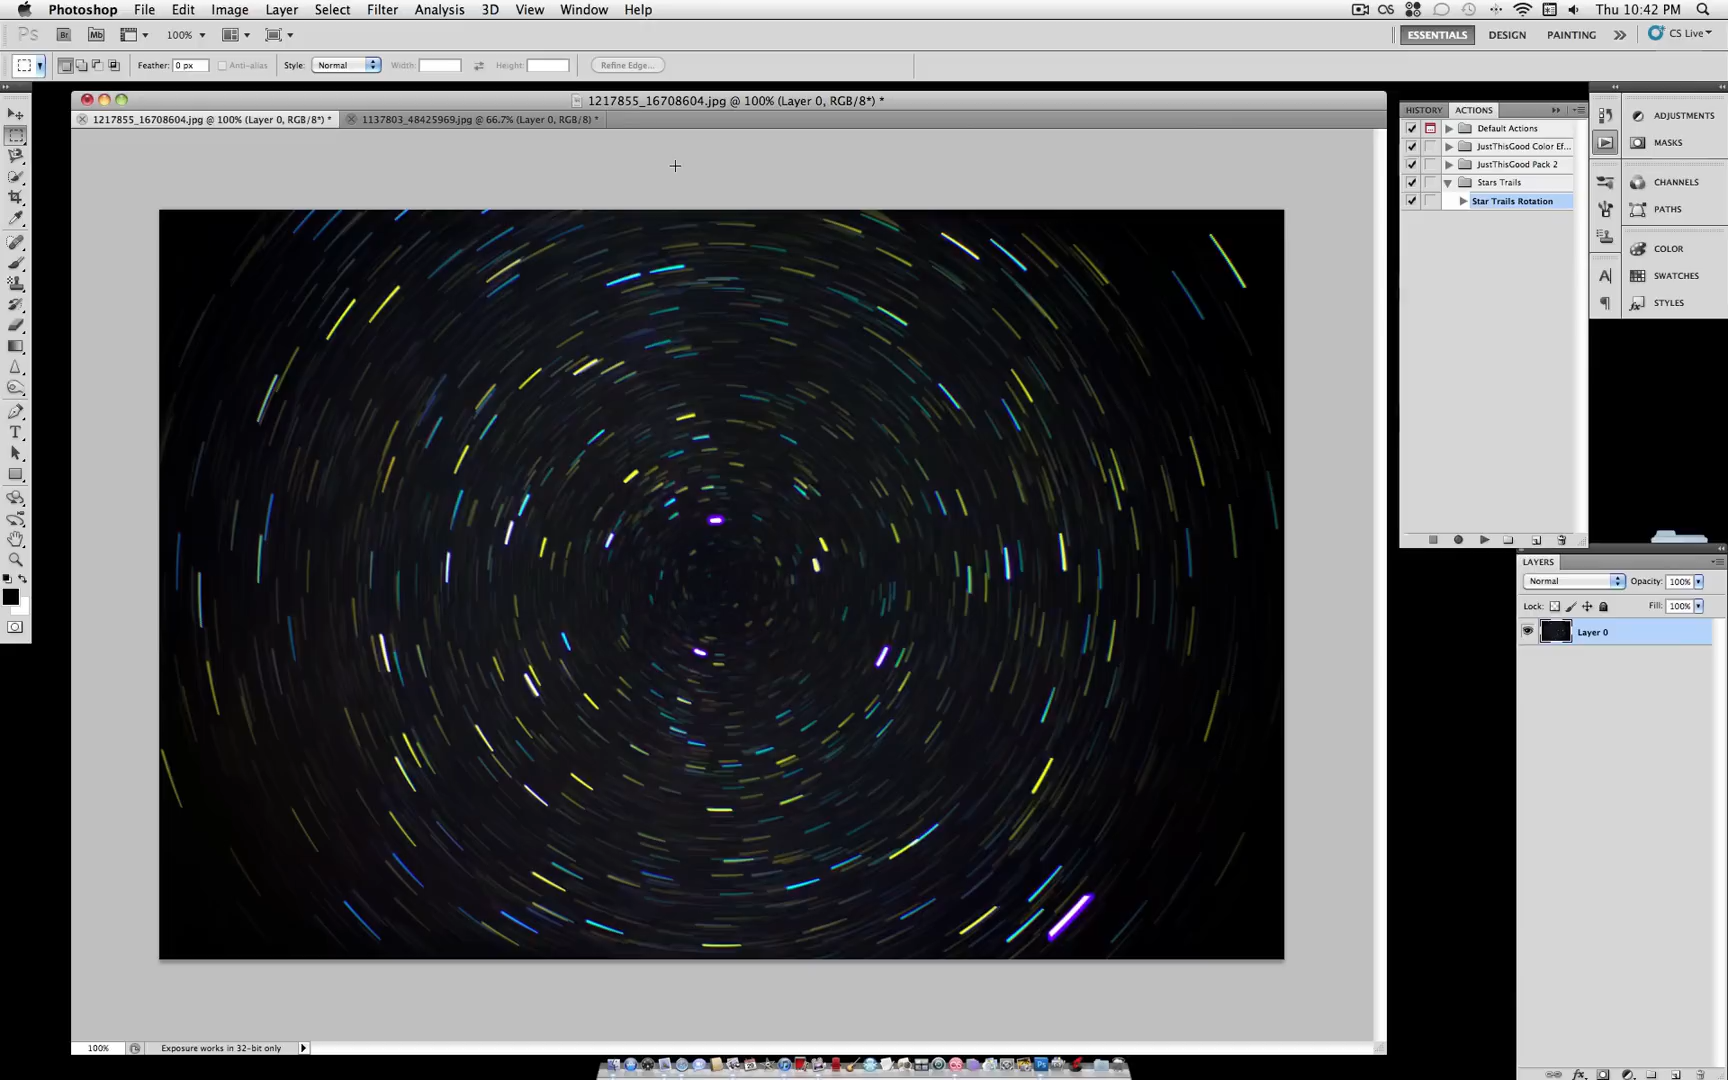 Photoshop File Edit Image Layer Select Filter Analysis 3D View Window Help Thu 10:42 PM
Ps Br Mb 100% ESSENTIALS DESIGN PAINTING CS Live
Feather: 0 px Anti-alias Style: Normal Width: Height: Refine Edge...
1217855_16708604.jpg @ 100% (Layer 0, RGB/8*) *
1217855_16708604.jpg @ 100% (Layer 0, RGB/8*) * 1137803_48425969.jpg @ 66.7% (Layer 0, RGB/8) *
HISTORY ACTIONS
Default Actions
JustThisGood Color Ef...
JustThisGood Pack 2
Stars Trails
Star Trails Rotation
ADJUSTMENTS
MASKS
CHANNELS
PATHS
COLOR
SWATCHES
STYLES
LAYERS
Normal Opacity: 100%
Lock: Fill: 100%
Layer 0
100% Exposure works in 32-bit only